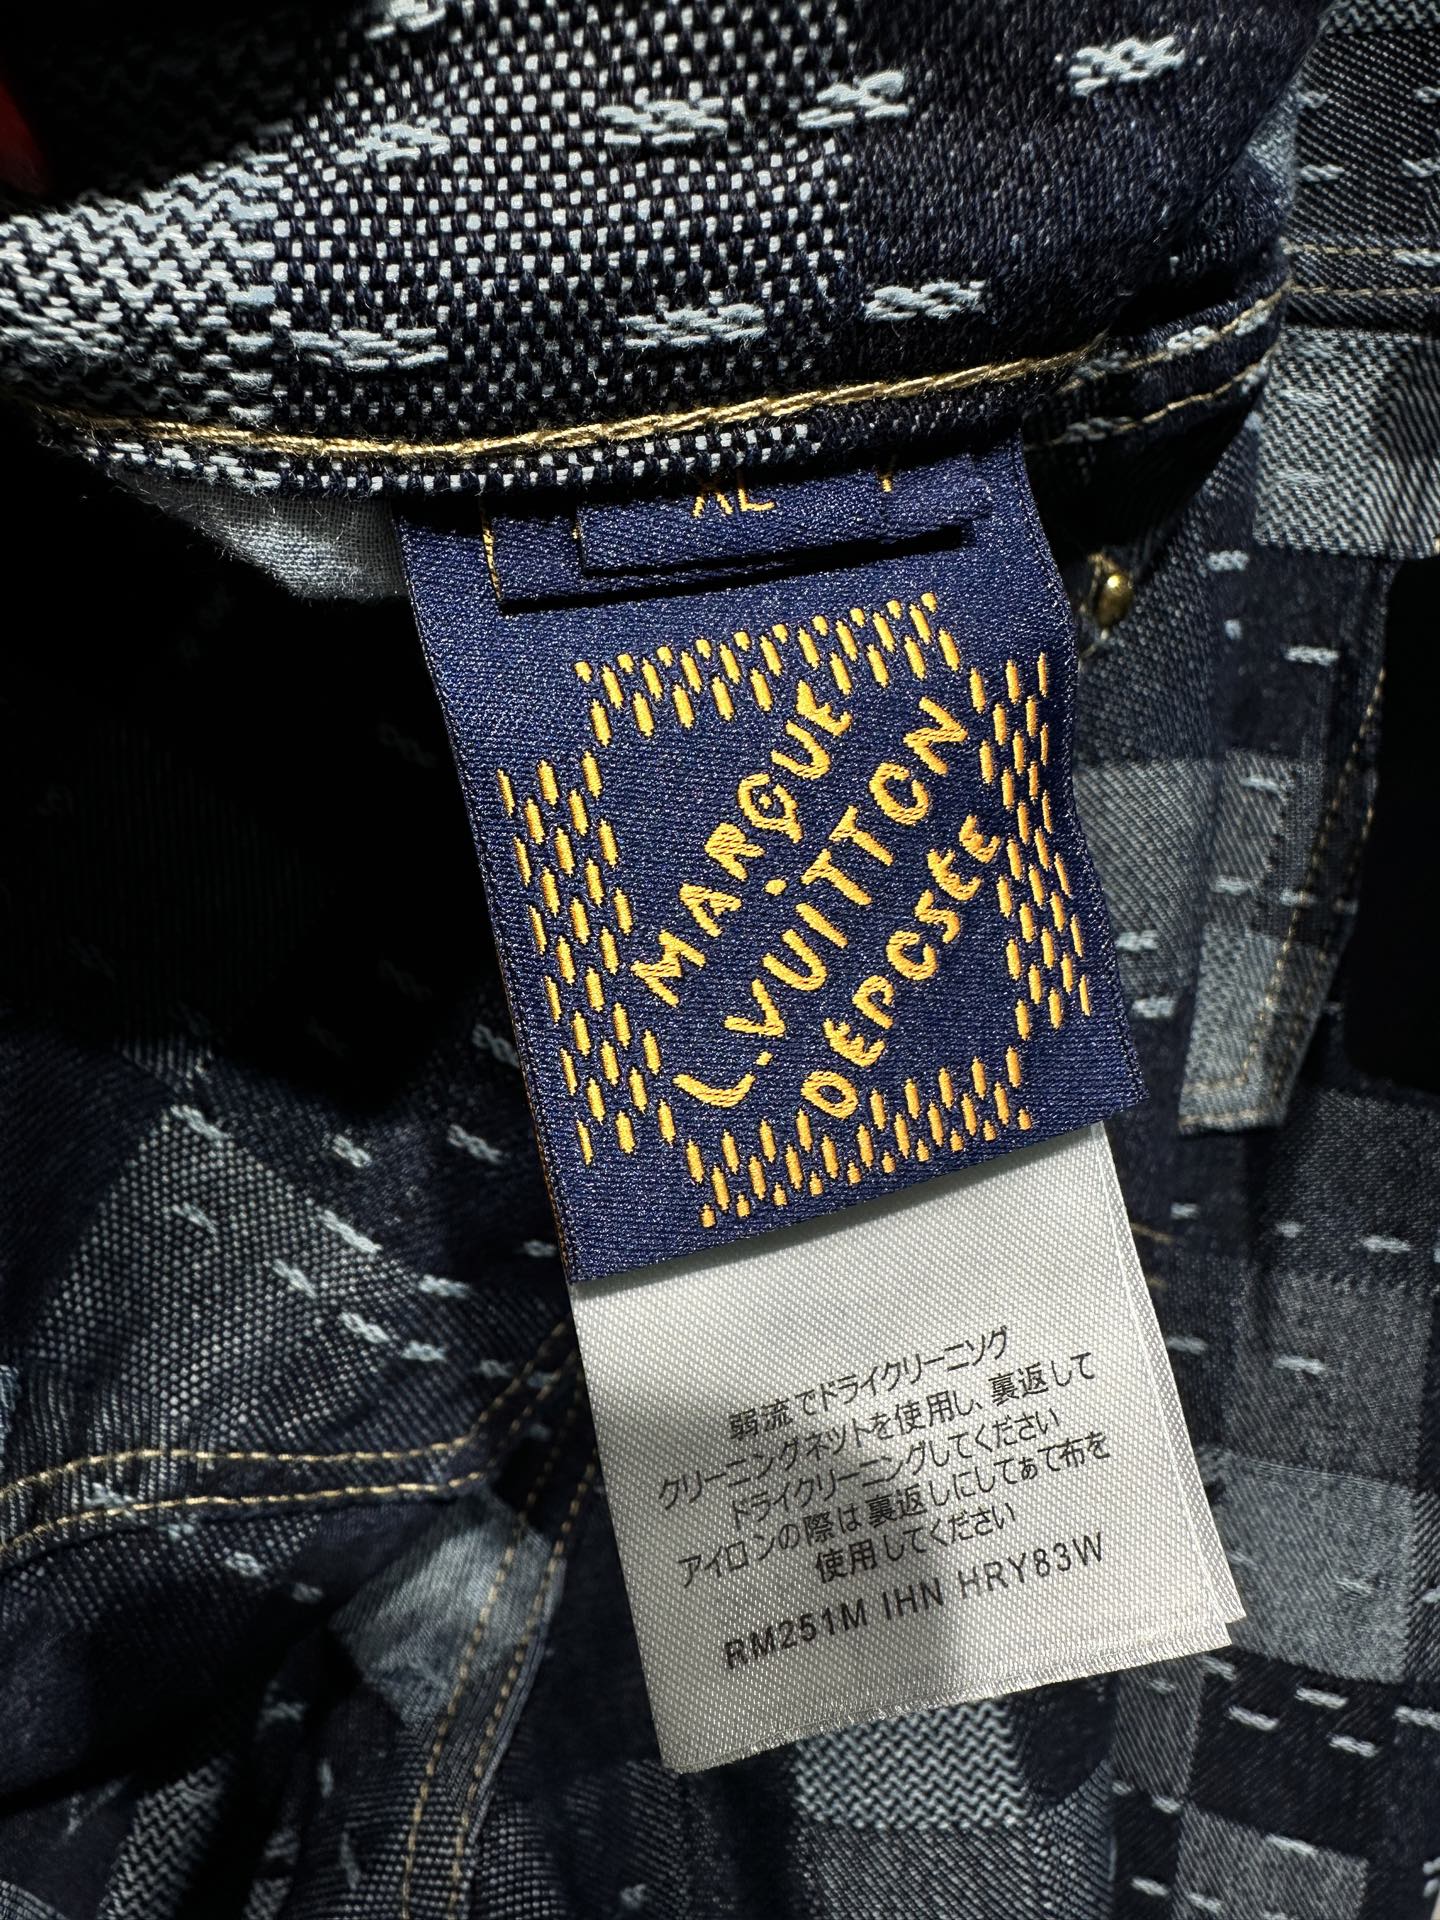 XL
MARQUE
L.VUITTON
DEPOSEE
弱流でドライクリーニソグ
クリーニングネットを使用し、裏返して
ドライクリーニングしてください
アイロンの際は裏返しにしてぁて布を
使用してください
RM251M IHN HRY83W